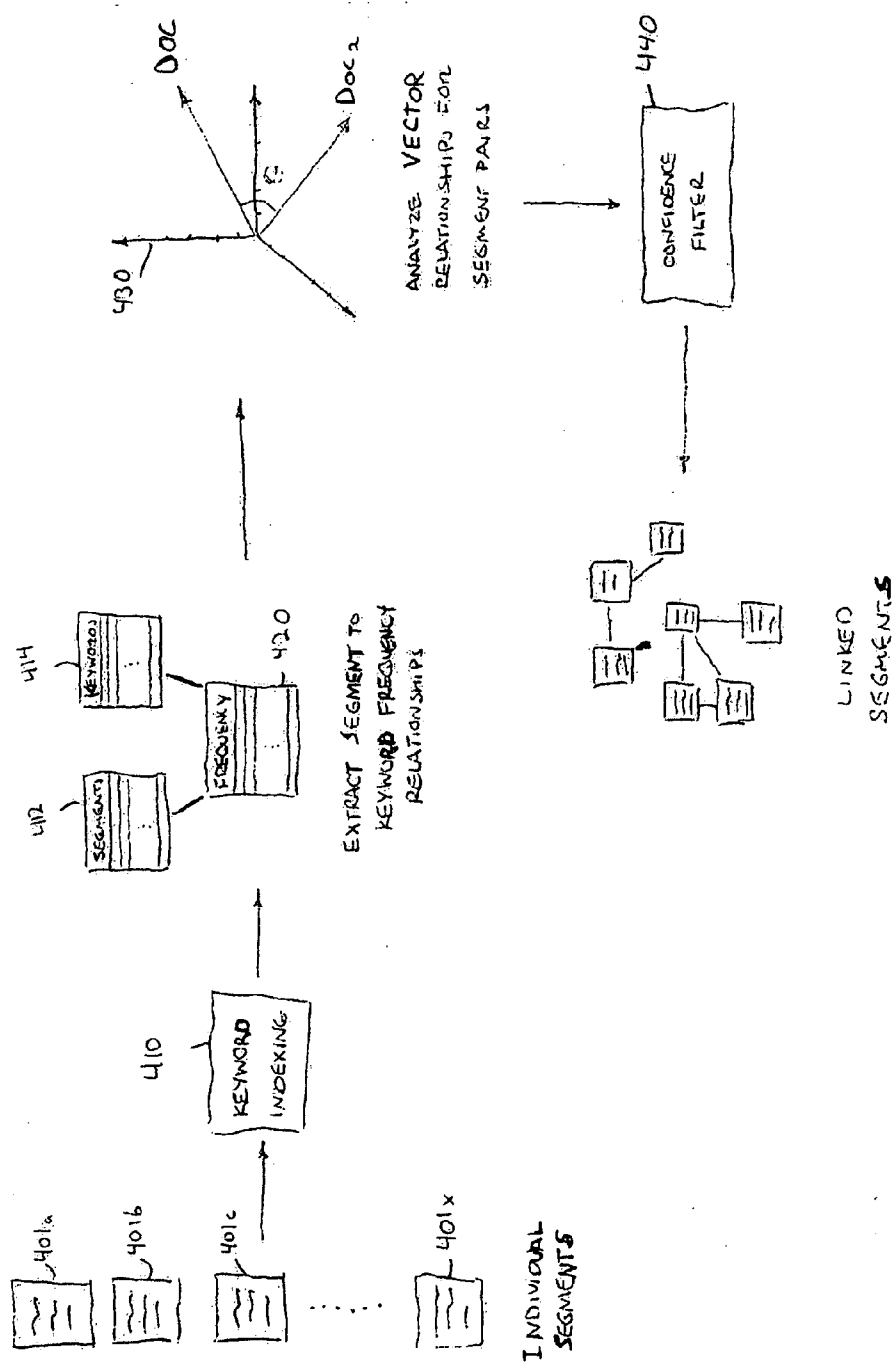 401a
401b
401c
401x
INDIVIDUAL
SEGMENTS
410
KEYWORD
INDEXING
412
SEGMENTS
414
KEYWORDS
FREQUENCY
420
EXTRACT SEGMENT TO
KEYWORD FREQUENCY
RELATIONSHIPS
430
DOC
DOC2
ANALYZE VECTOR
RELATIONSHIPS FOR
SEGMENT PAIRS
440
CONFIDENCE
FILTER
LINKED
SEGMENTS